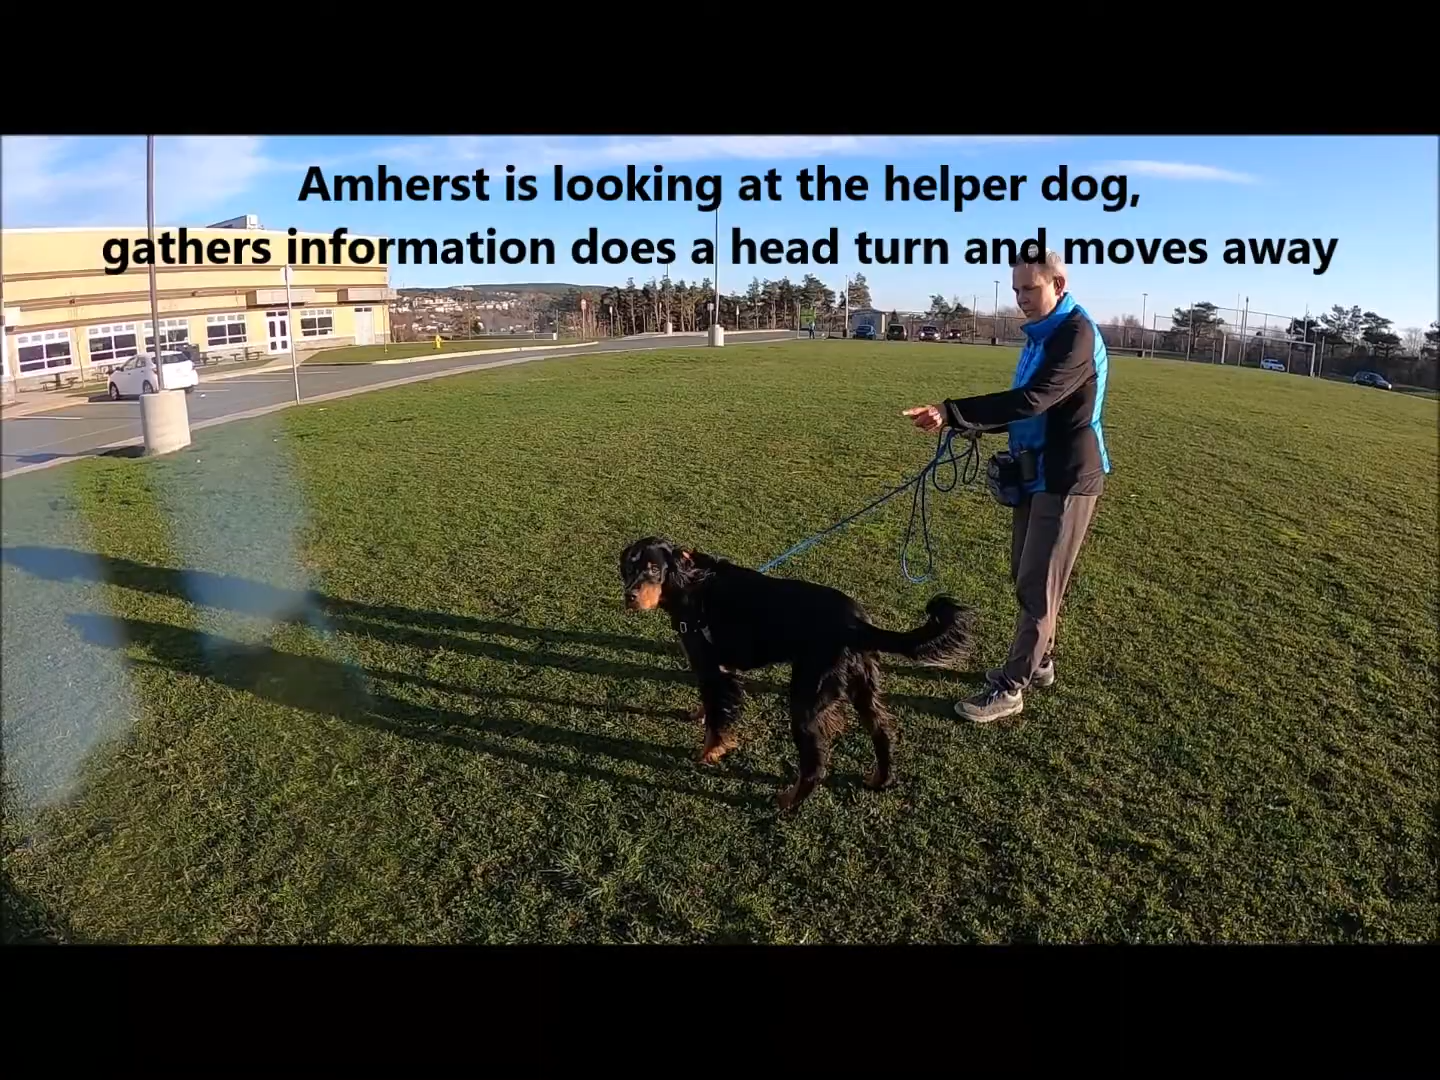 Amherst is looking at the helper dog,
gathers information does a head turn and moves away